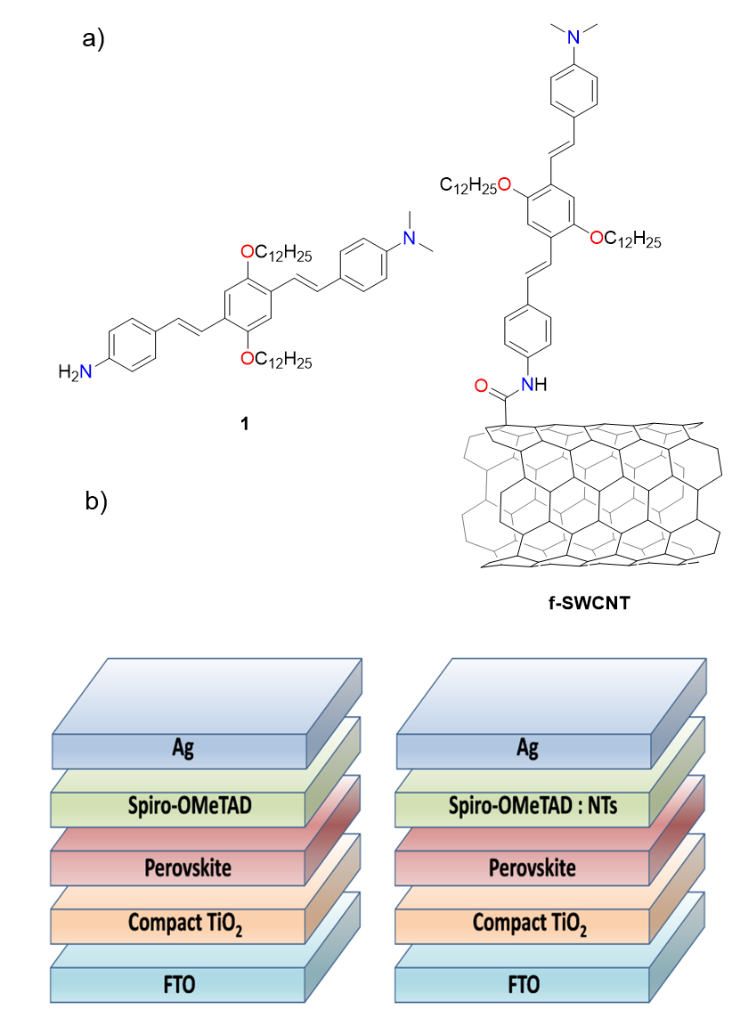 a)
N
C₁₂H₂₅O
OC₁₂H₂₅
OC₁₂H₂₅
N
OC₁₂H₂₅
H₂N
O
NH
1
b)
f-SWCNT
Ag
Spiro-OMeTAD
Perovskite
Compact TiO₂
FTO
Ag
Spiro-OMeTAD : NTs
Perovskite
Compact TiO₂
FTO